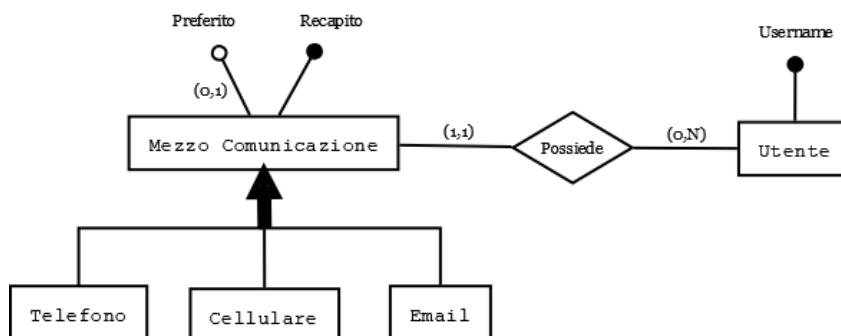 Preferito
Recapito
Username
(0,1)
Mezzo Comunicazione
(1,1)
Possiede
(0,N)
Utente
Telefono
Cellulare
Email